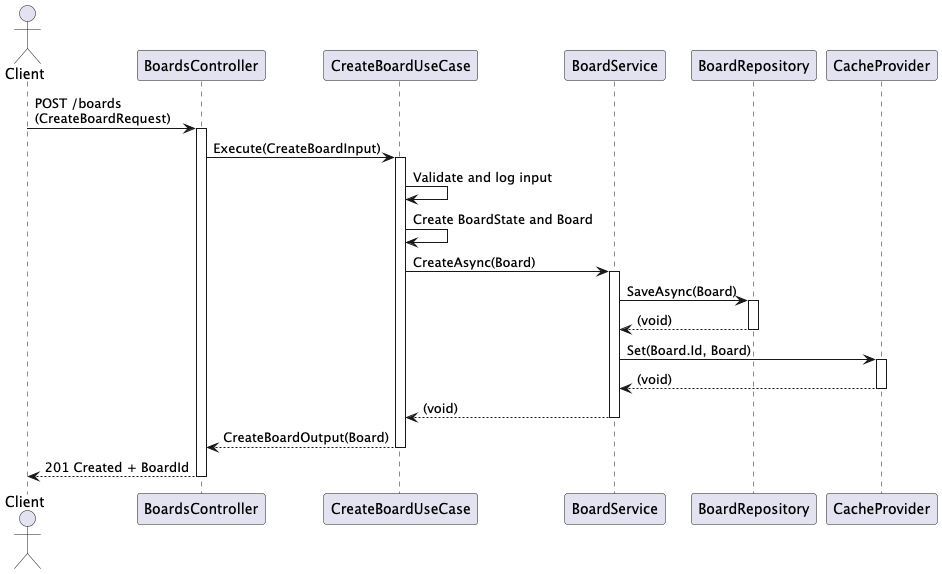 Client
BoardsController
CreateBoardUseCase
BoardService
BoardRepository
CacheProvider
POST /boards
(CreateBoardRequest)
Execute(CreateBoardInput)
Validate and log input
Create BoardState and Board
CreateAsync(Board)
SaveAsync(Board)
(void)
Set(Board.Id, Board)
(void)
(void)
CreateBoardOutput(Board)
201 Created + BoardId
Client
BoardsController
CreateBoardUseCase
BoardService
BoardRepository
CacheProvider